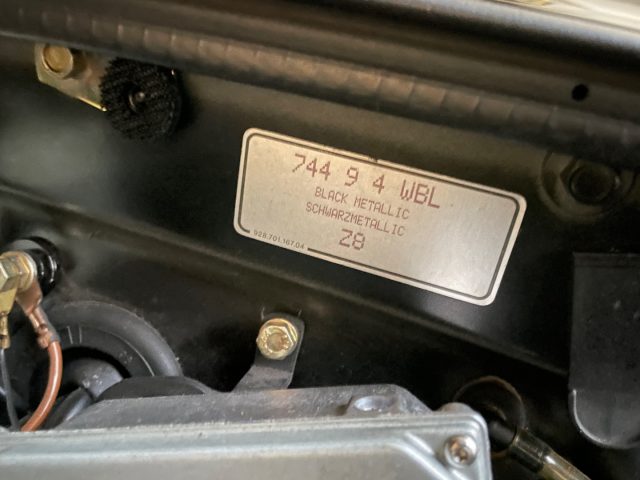 744 9 4 WBL
BLACK METALLIC
SCHWARZMETALLIC
Z8
928.701.167.04